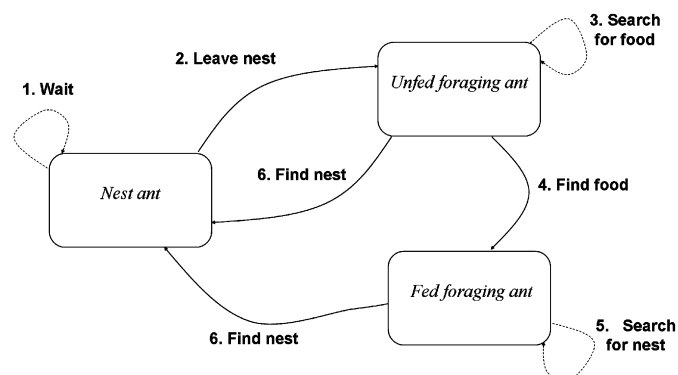 3. Search
for food
2. Leave nest
Unfed foraging ant
1. Wait
6. Find nest
4. Find food
Nest ant
Fed foraging ant
5. Search
for nest
6. Find nest